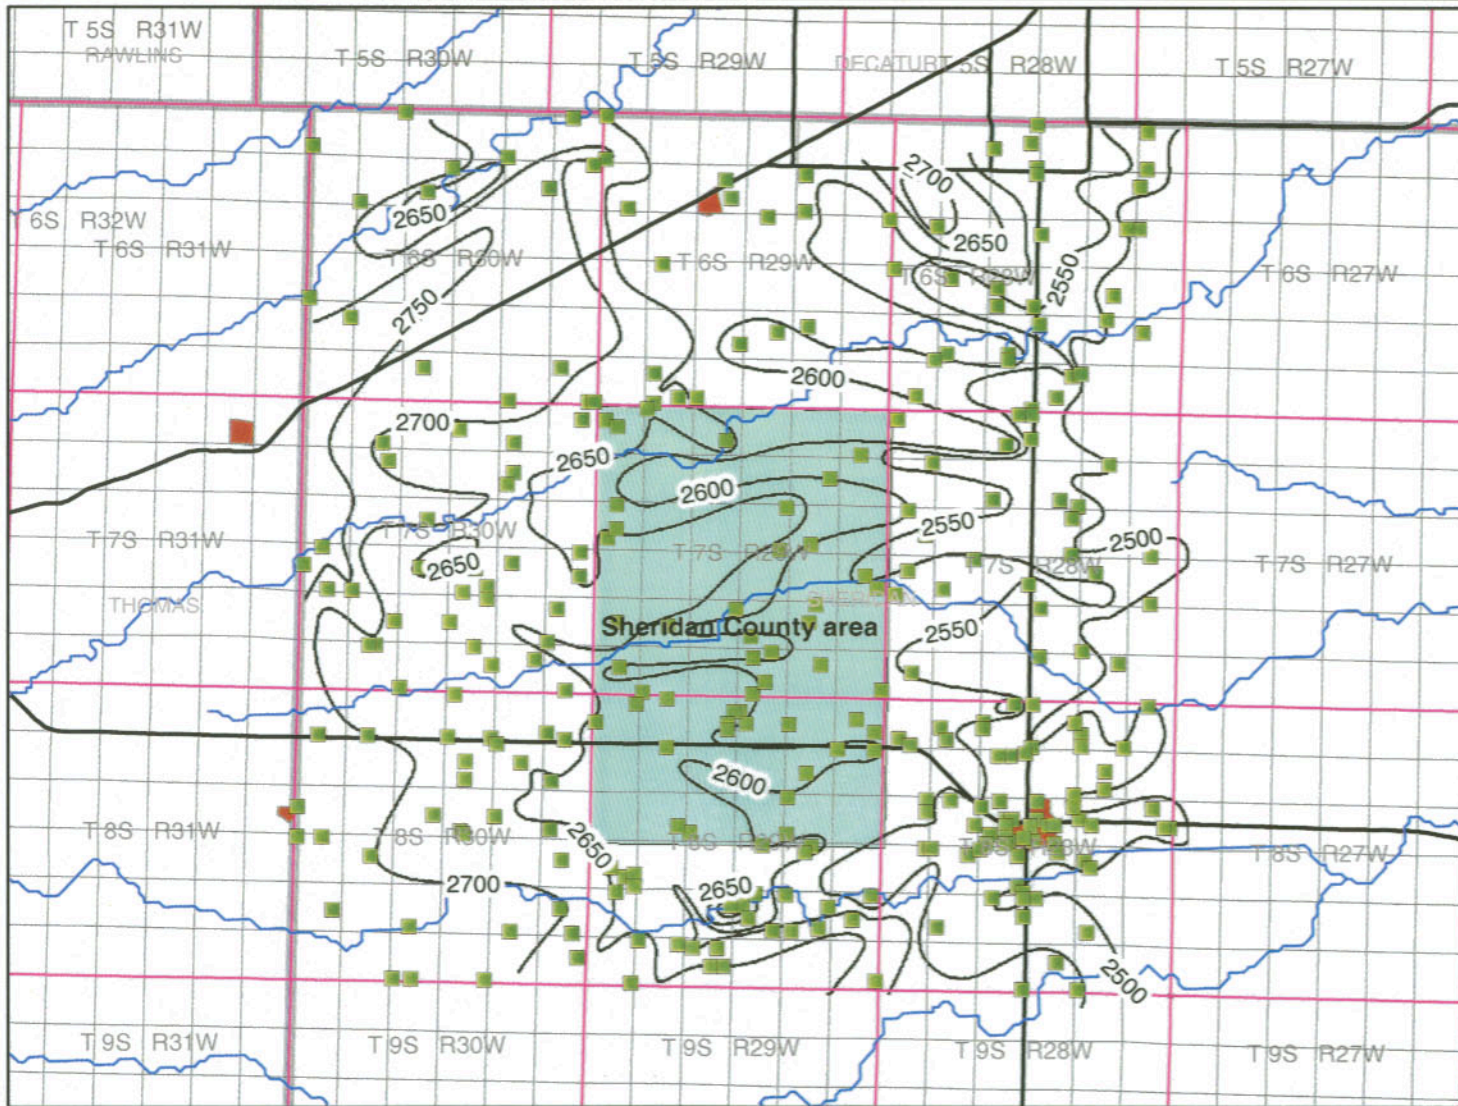 T 5S R31W
RAWLINS
T 5S R30W
T 5S R29W
DECATUR
T 5S R28W
T 5S R27W
2700
2650
6S R32W
T 6S R31W
2650
T 6S R30W
T 6S R29W
T 6S R28W
2550
T 6S R27W
2750
2600
2700
2650
2600
2550
T 7S R31W
T 7S R30W
2650
T 7S R29W
T 7S R28W
2500
T 7S R27W
THOMAS
SHERIDAN
Sheridan County area
2550
2600
T 8S R31W
T 8S R30W
2650
T 8S R29W
T 8S R28W
T 8S R27W
2700
2650
2500
T 9S R31W
T 9S R30W
T 9S R29W
T 9S R28W
T 9S R27W